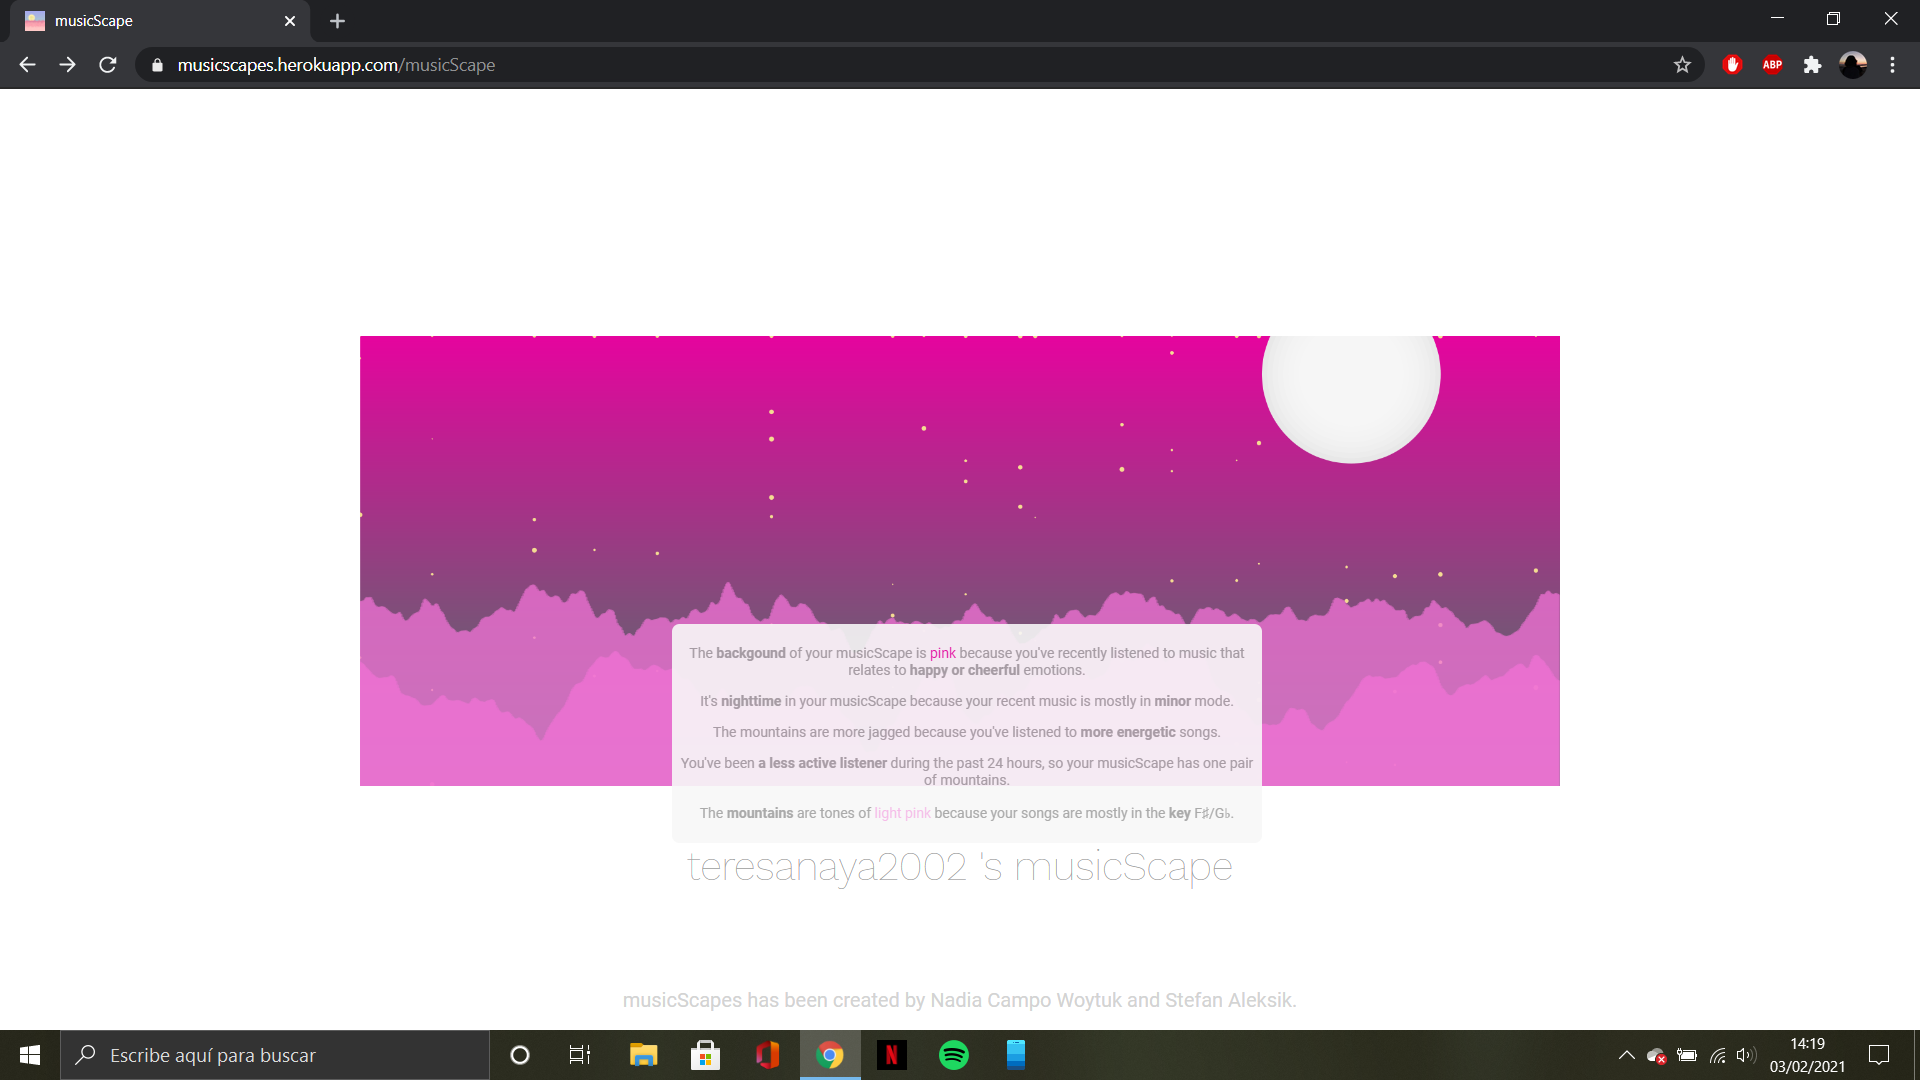 musicScape
musicscapes.herokuapp.com/musicScape
ABP
The backgound of your musicScape is pink because you've recently listened to music that
relates to happy or cheerful emotions.
It's nighttime in your musicScape because your recent music is mostly in minor mode.
The mountains are more jagged because you've listened to more energetic songs.
You've been a less active listener during the past 24 hours, so your musicScape has one pair
of mountains.
The mountains are tones of light pink because your songs are mostly in the key F♯/G♭.
teresanaya2002 's musicScape
musicScapes has been created by Nadia Campo Woytuk and Stefan Aleksik.
Escribe aquí para buscar
N
14:19
03/02/2021